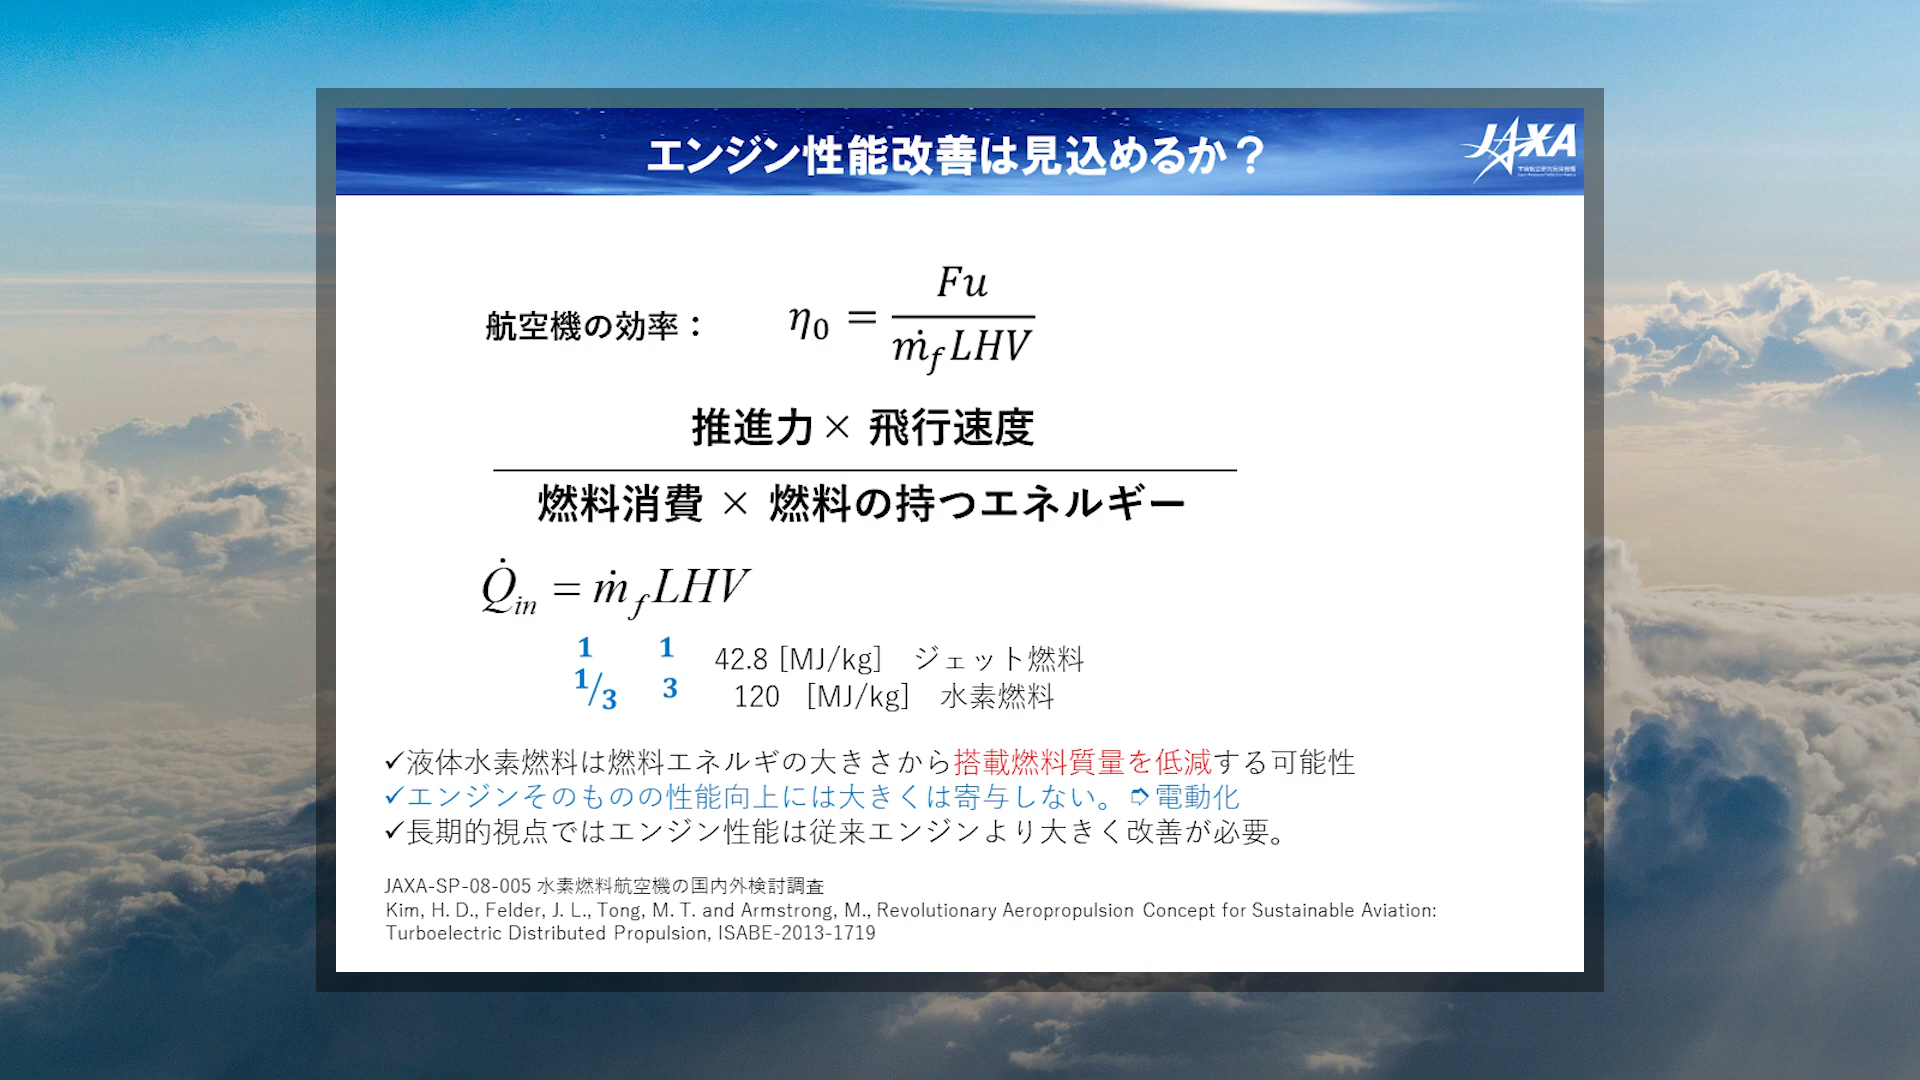 エンジン性能改善は見込めるか？
JAXA
航空機の効率： η₀ = Fu / ṁ_f LHV
推進力× 飛行速度
燃料消費 × 燃料の持つエネルギー
Q̇_in = ṁ_f LHV
1 1 42.8 [MJ/kg] ジェット燃料
1/3 3 120 [MJ/kg] 水素燃料
✓液体水素燃料は燃料エネルギの大きさから搭載燃料質量を低減する可能性
✓エンジンそのものの性能向上には大きくは寄与しない。➩電動化
✓長期的視点ではエンジン性能は従来エンジンより大きく改善が必要。
JAXA-SP-08-005 水素燃料航空機の国内外検討調査
Kim, H. D., Felder, J. L., Tong, M. T. and Armstrong, M., Revolutionary Aeropropulsion Concept for Sustainable Aviation:
Turboelectric Distributed Propulsion, ISABE-2013-1719